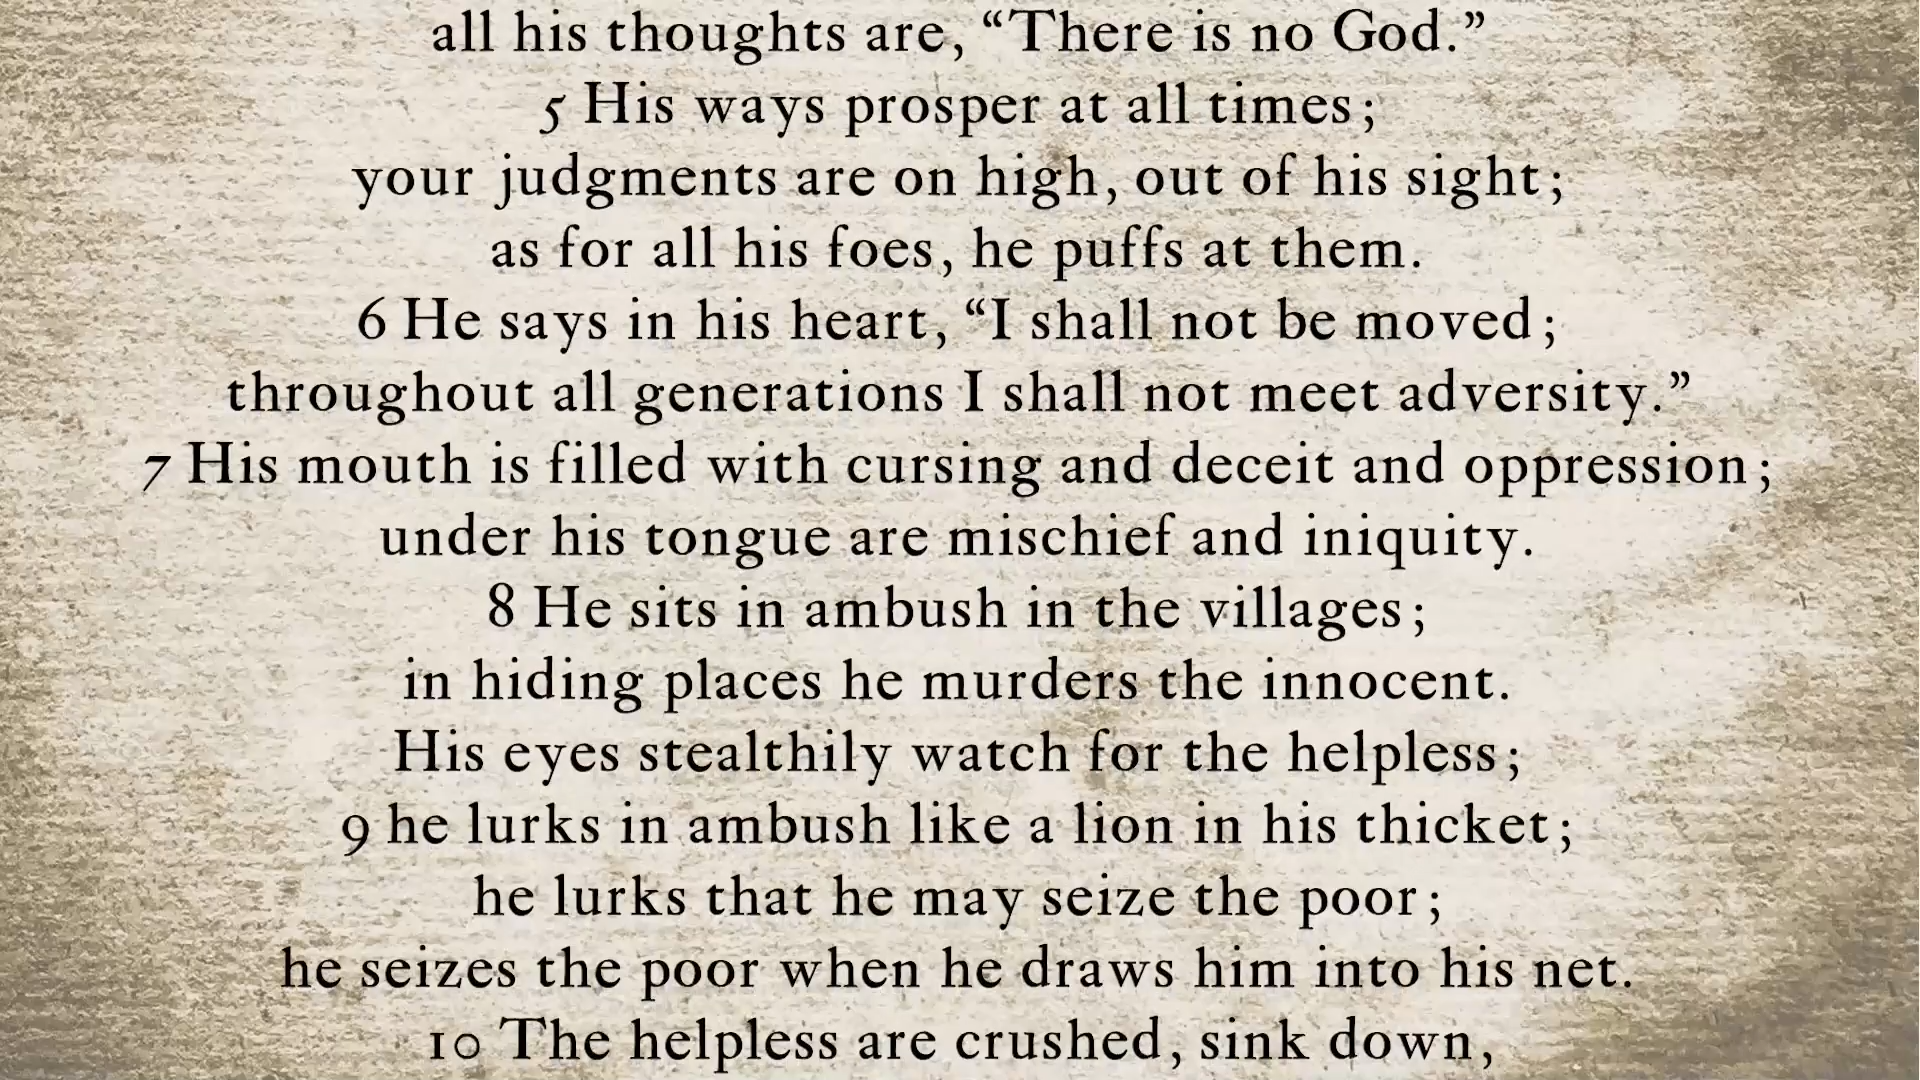 all his thoughts are, “There is no God.”
5 His ways prosper at all times;
your judgments are on high, out of his sight;
as for all his foes, he puffs at them.
6 He says in his heart, “I shall not be moved;
throughout all generations I shall not meet adversity.”
7 His mouth is filled with cursing and deceit and oppression;
under his tongue are mischief and iniquity.
8 He sits in ambush in the villages;
in hiding places he murders the innocent.
His eyes stealthily watch for the helpless;
9 he lurks in ambush like a lion in his thicket;
he lurks that he may seize the poor;
he seizes the poor when he draws him into his net.
10 The helpless are crushed, sink down,